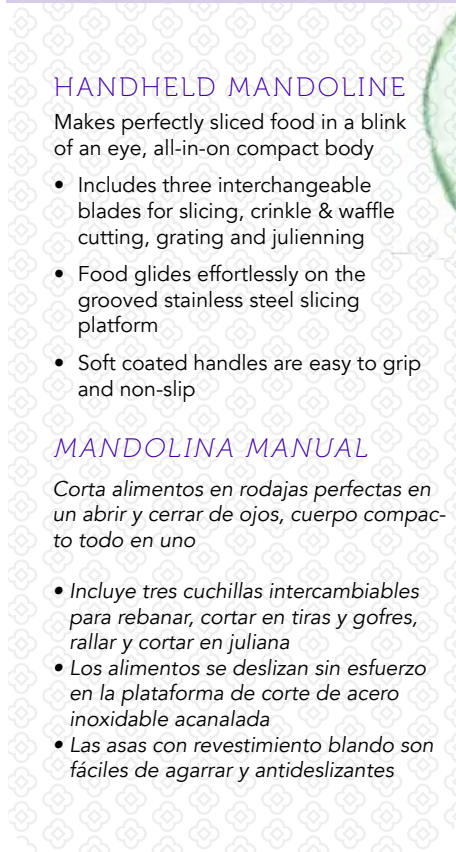 HANDHELD MANDOLINE
Makes perfectly sliced food in a blink
of an eye, all-in-on compact body
• Includes three interchangeable
blades for slicing, crinkle & waffle
cutting, grating and julienning
• Food glides effortlessly on the
grooved stainless steel slicing
platform
• Soft coated handles are easy to grip
and non-slip
MANDOLINA MANUAL
Corta alimentos en rodajas perfectas en
un abrir y cerrar de ojos, cuerpo compac-
to todo en uno
• Incluye tres cuchillas intercambiables
para rebanar, cortar en tiras y gofres,
rallar y cortar en juliana
• Los alimentos se deslizan sin esfuerzo
en la plataforma de corte de acero
inoxidable acanalada
• Las asas con revestimiento blando son
fáciles de agarrar y antideslizantes